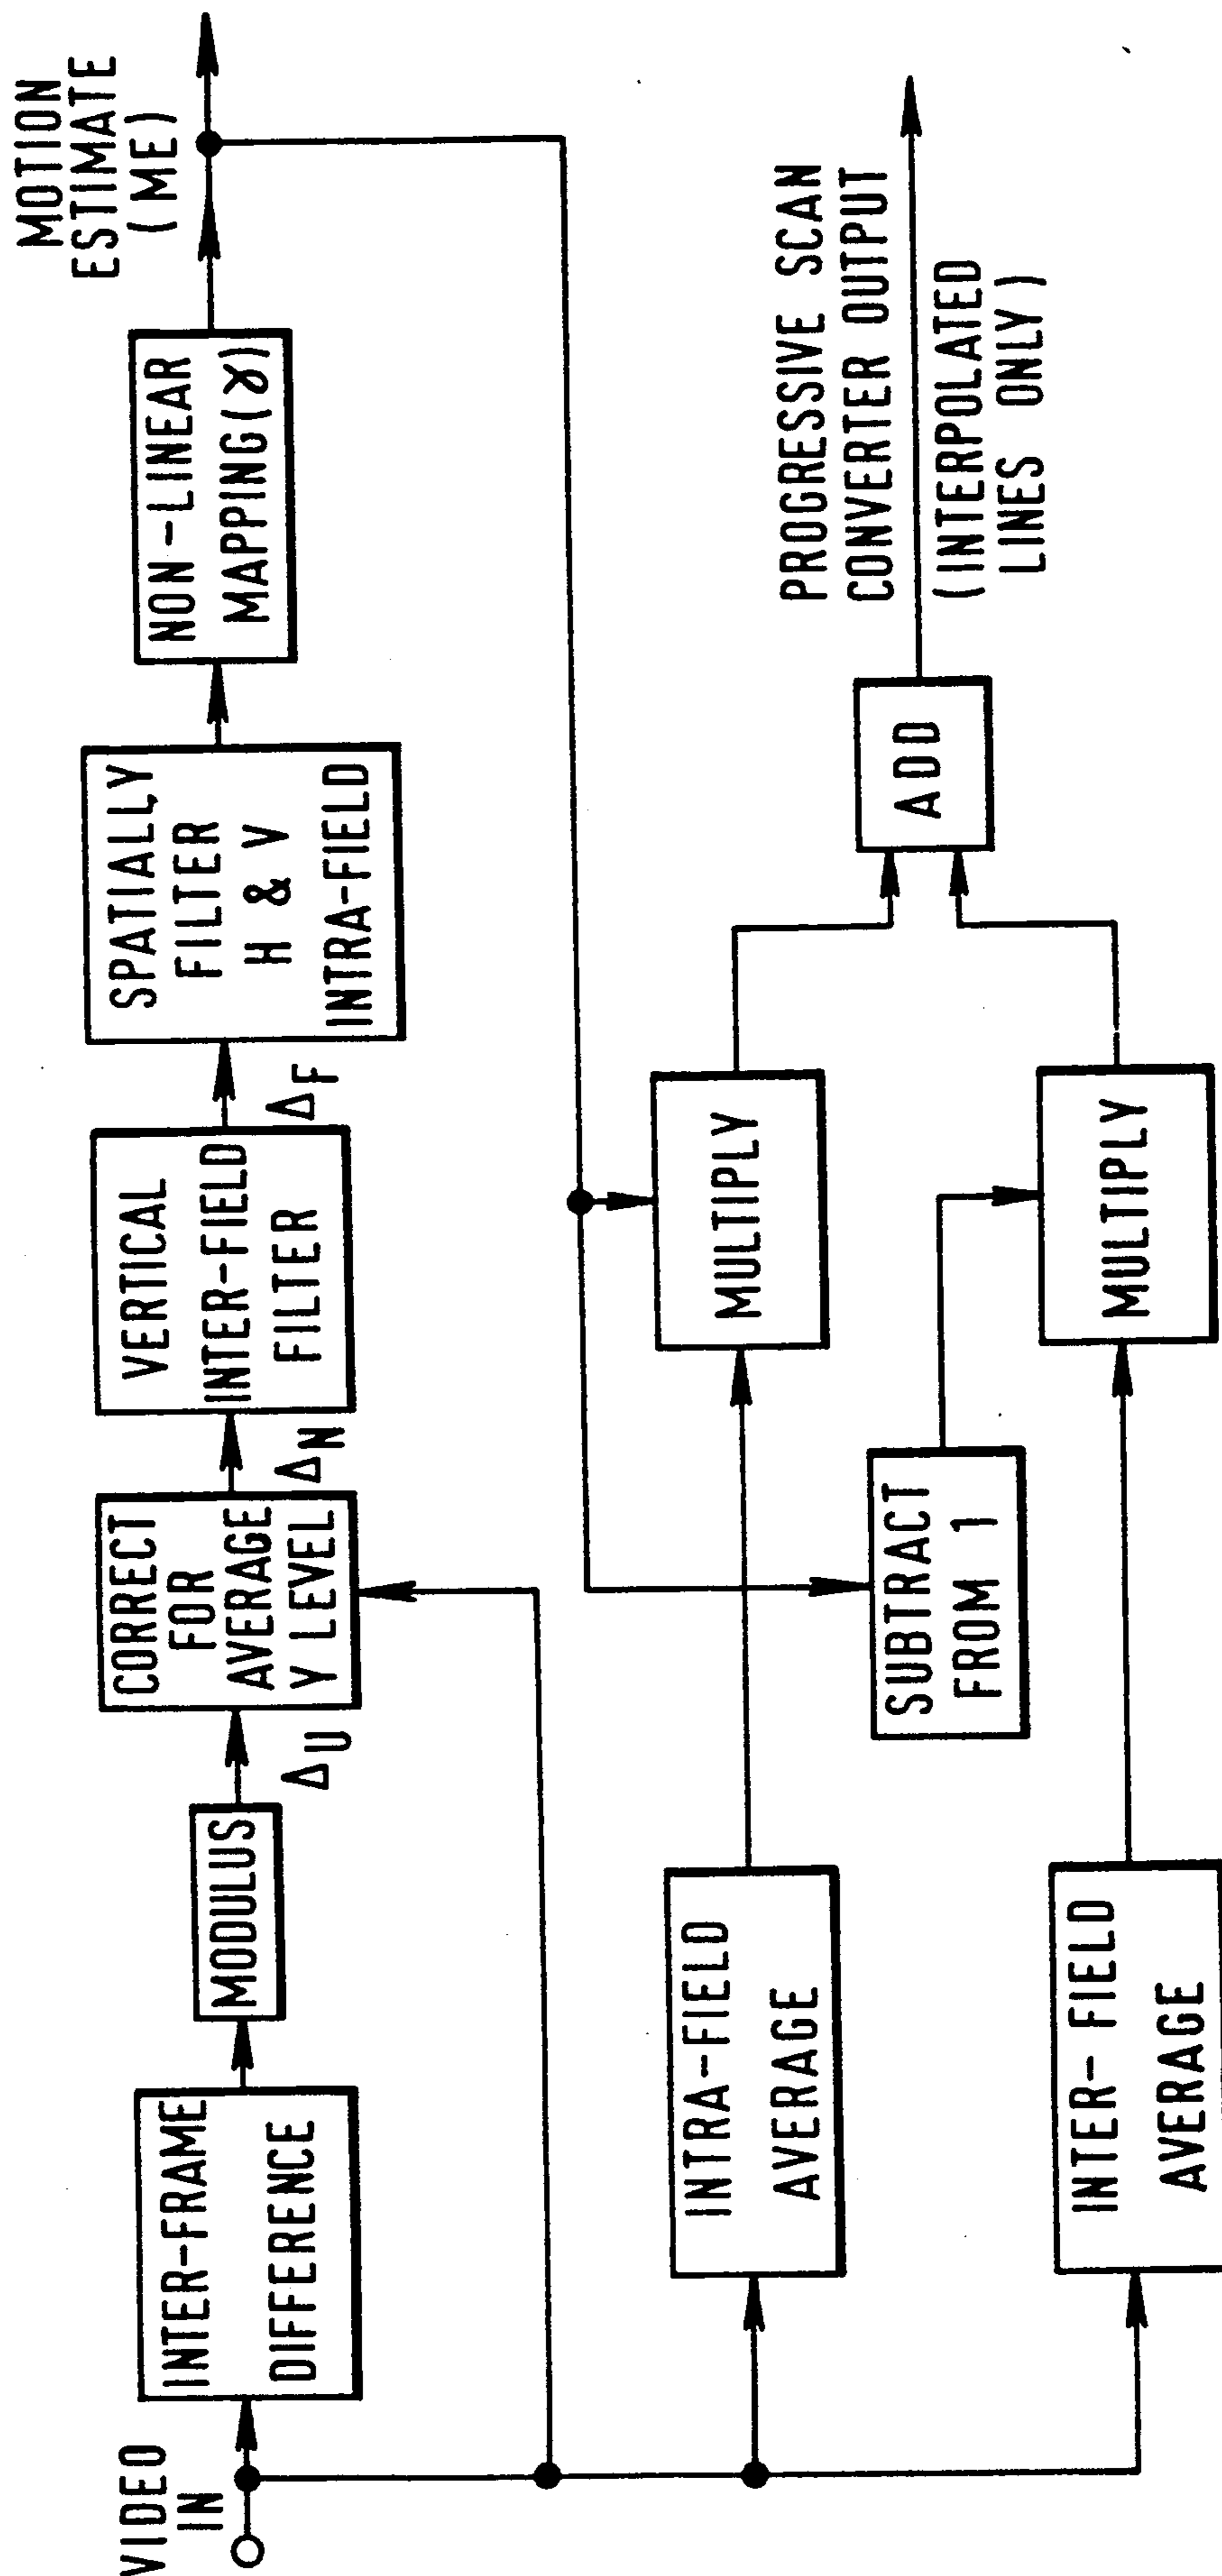 VIDEO
IN
INTER-FRAME
DIFFERENCE
MODULUS
ΔU
CORRECT
FOR
AVERAGE
Y LEVEL
ΔN
VERTICAL
INTER-FIELD
FILTER
ΔF
SPATIALLY
FILTER
H & V
INTRA-FIELD
NON-LINEAR
MAPPING(γ)
MOTION
ESTIMATE
(ME)
INTRA-FIELD
AVERAGE
MULTIPLY
SUBTRACT
FROM 1
INTER-FIELD
AVERAGE
MULTIPLY
ADD
PROGRESSIVE SCAN
CONVERTER OUTPUT
(INTERPOLATED
LINES ONLY)